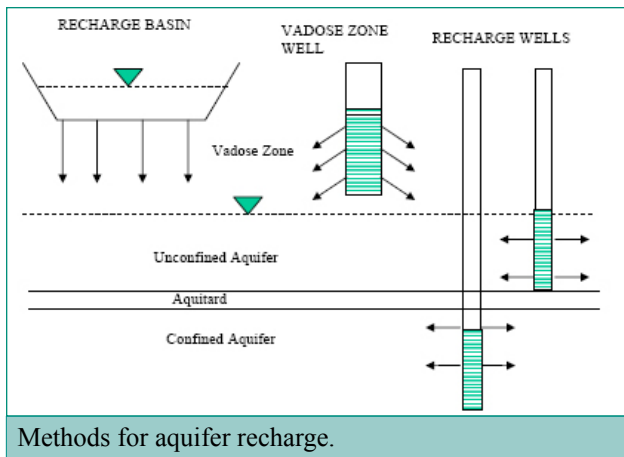 RECHARGE BASIN
VADOSE ZONE
WELL
RECHARGE WELLS
Vadose Zone
Unconfined Aquifer
Aquitard
Confined Aquifer
Methods for aquifer recharge.